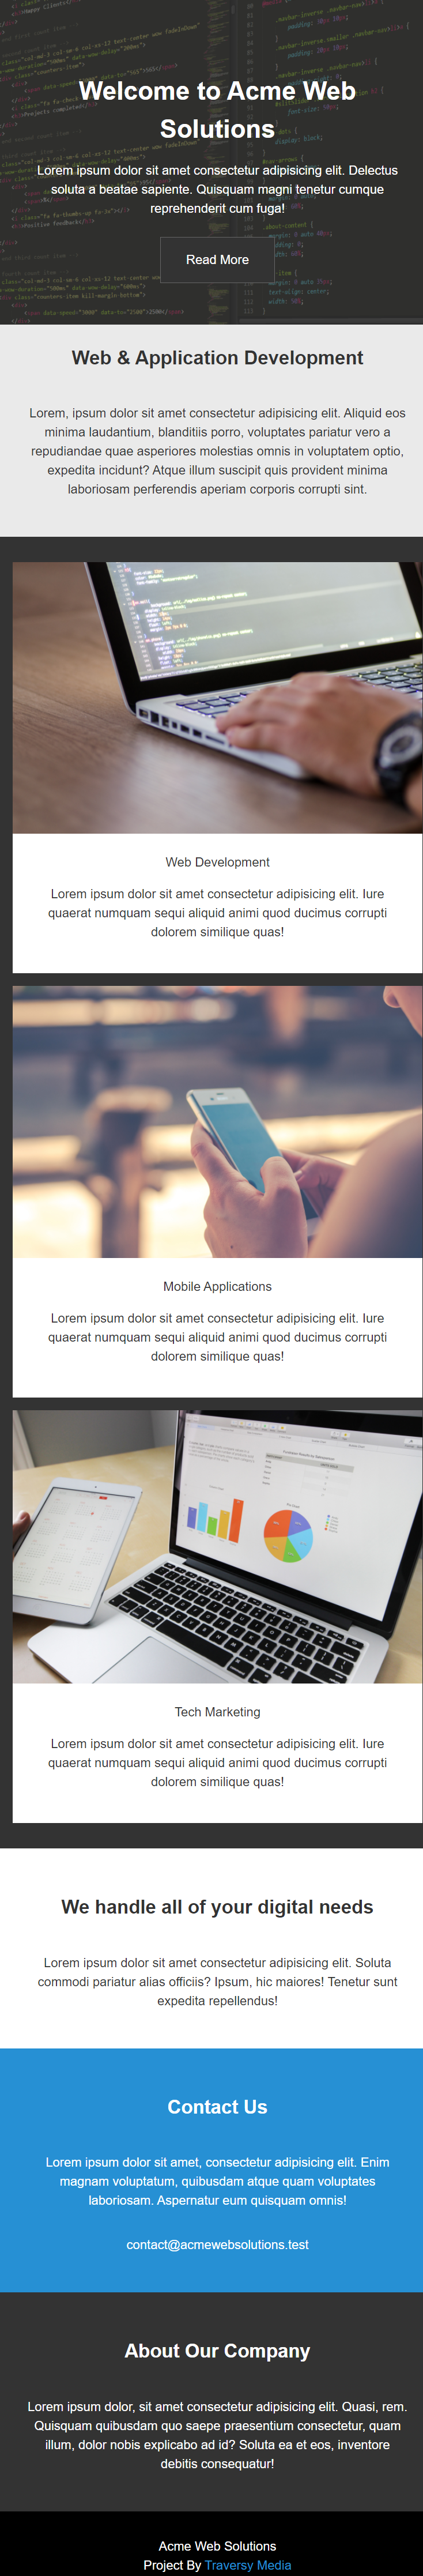 Welcome to Acme Web
Solutions
Lorem ipsum dolor sit amet consectetur adipisicing elit. Delectus
soluta a beatae sapiente. Quisquam magni tenetur cumque
reprehenderit cum fuga!
Read More
Web & Application Development
Lorem, ipsum dolor sit amet consectetur adipisicing elit. Aliquid eos
minima laudantium, blanditiis porro, voluptates pariatur vero a
repudiandae quae asperiores molestias omnis in voluptatem optio,
expedita incidunt? Atque illum suscipit quis provident minima
laboriosam perferendis aperiam corporis corrupti sint.
Web Development
Lorem ipsum dolor sit amet consectetur adipisicing elit. Iure
quaerat numquam sequi aliquid animi quod ducimus corrupti
dolorem similique quas!
Mobile Applications
Lorem ipsum dolor sit amet consectetur adipisicing elit. Iure
quaerat numquam sequi aliquid animi quod ducimus corrupti
dolorem similique quas!
Tech Marketing
Lorem ipsum dolor sit amet consectetur adipisicing elit. Iure
quaerat numquam sequi aliquid animi quod ducimus corrupti
dolorem similique quas!
We handle all of your digital needs
Lorem ipsum dolor sit amet consectetur adipisicing elit. Soluta
commodi pariatur alias officiis? Ipsum, hic maiores! Tenetur sunt
expedita repellendus!
Contact Us
Lorem ipsum dolor sit amet, consectetur adipisicing elit. Enim
magnam voluptatum, quibusdam atque quam voluptates
laboriosam. Aspernatur eum quisquam omnis!
contact@acmewebsolutions.test
About Our Company
Lorem ipsum dolor, sit amet consectetur adipisicing elit. Quasi, rem.
Quisquam quibusdam quo saepe praesentium consectetur, quam
illum, dolor nobis explicabo ad id? Soluta ea et eos, inventore
debitis consequatur!
Acme Web Solutions
Project By Traversy Media